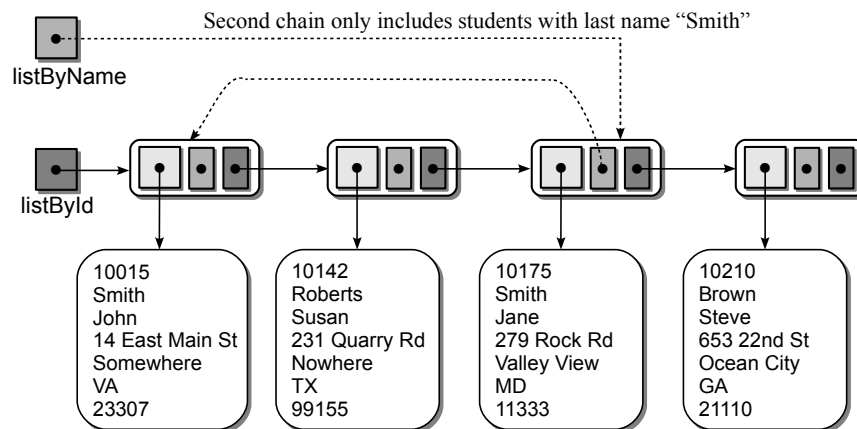 Second chain only includes students with last name “Smith”
listByName
listById
10015
Smith
John
14 East Main St
Somewhere
VA
23307
10142
Roberts
Susan
231 Quarry Rd
Nowhere
TX
99155
10175
Smith
Jane
279 Rock Rd
Valley View
MD
11333
10210
Brown
Steve
653 22nd St
Ocean City
GA
21110